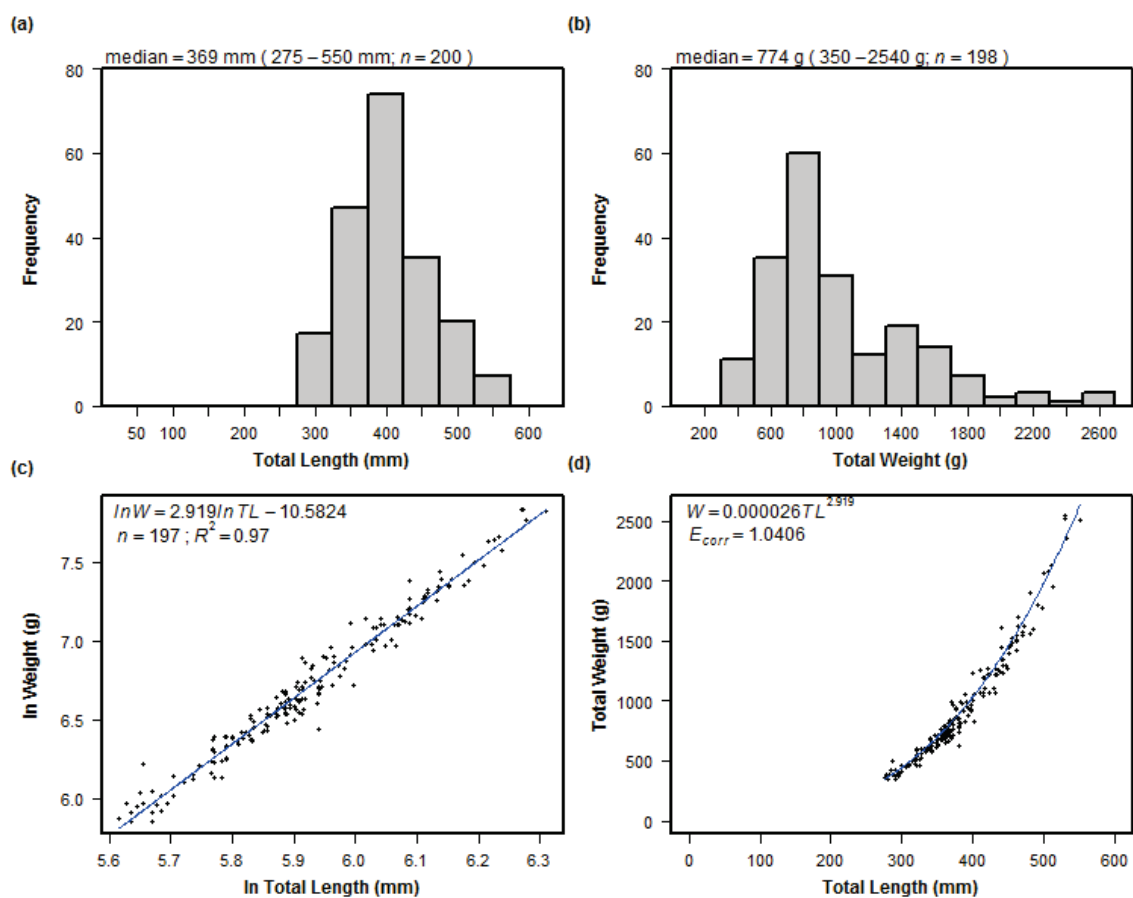 (a)
median = 369 mm ( 275 – 550 mm; n = 200 )
80
60
40
20
0
Frequency
50 100 200 300 400 500 600
Total Length (mm)
(b)
median = 774 g ( 350 – 2540 g; n = 198 )
80
60
40
20
0
Frequency
200 600 1000 1400 1800 2200 2600
Total Weight (g)
(c)
lnW = 2.919lnTL – 10.5824
n = 197 ; R² = 0.97
7.5
7.0
6.5
6.0
ln Weight (g)
5.6 5.7 5.8 5.9 6.0 6.1 6.2 6.3
ln Total Length (mm)
(d)
W = 0.000026TL^2.919
E_corr = 1.0406
2500
2000
1500
1000
500
0
Total Weight (g)
0 100 200 300 400 500 600
Total Length (mm)